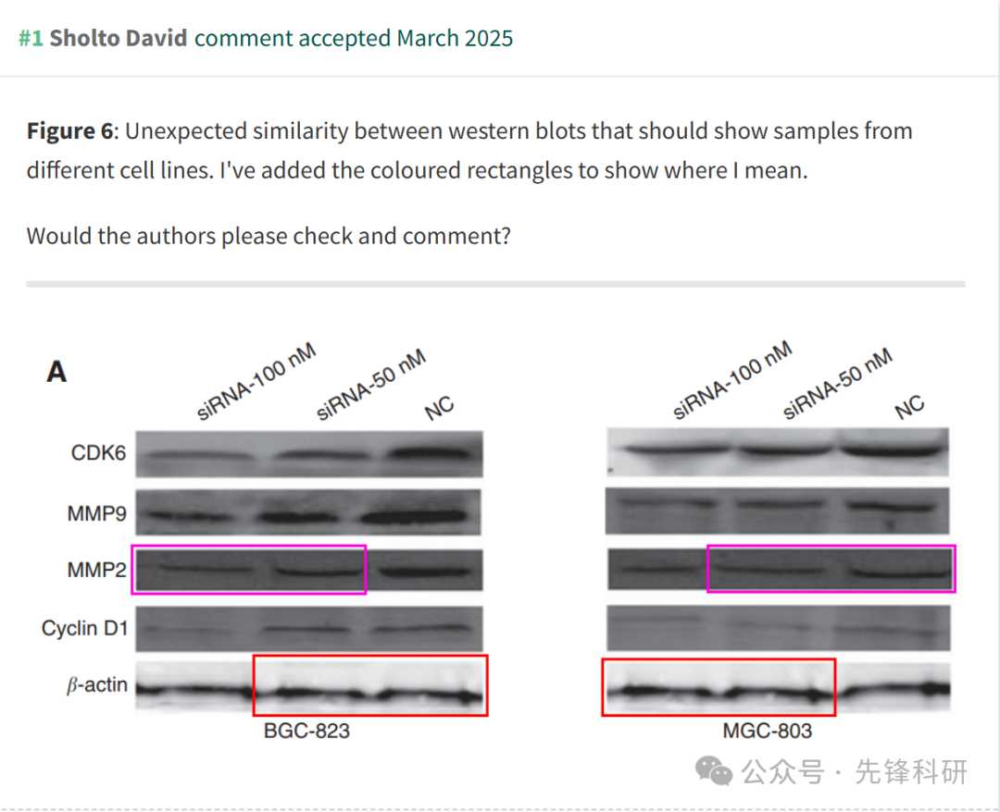 #1 Sholto David comment accepted March 2025
Figure 6: Unexpected similarity between western blots that should show samples from
different cell lines. I've added the coloured rectangles to show where I mean.
Would the authors please check and comment?
A
siRNA-100 nM
siRNA-50 nM
NC
siRNA-100 nM
siRNA-50 nM
NC
CDK6
MMP9
MMP2
Cyclin D1
β-actin
BGC-823
MGC-803
公众号 · 先锋科研